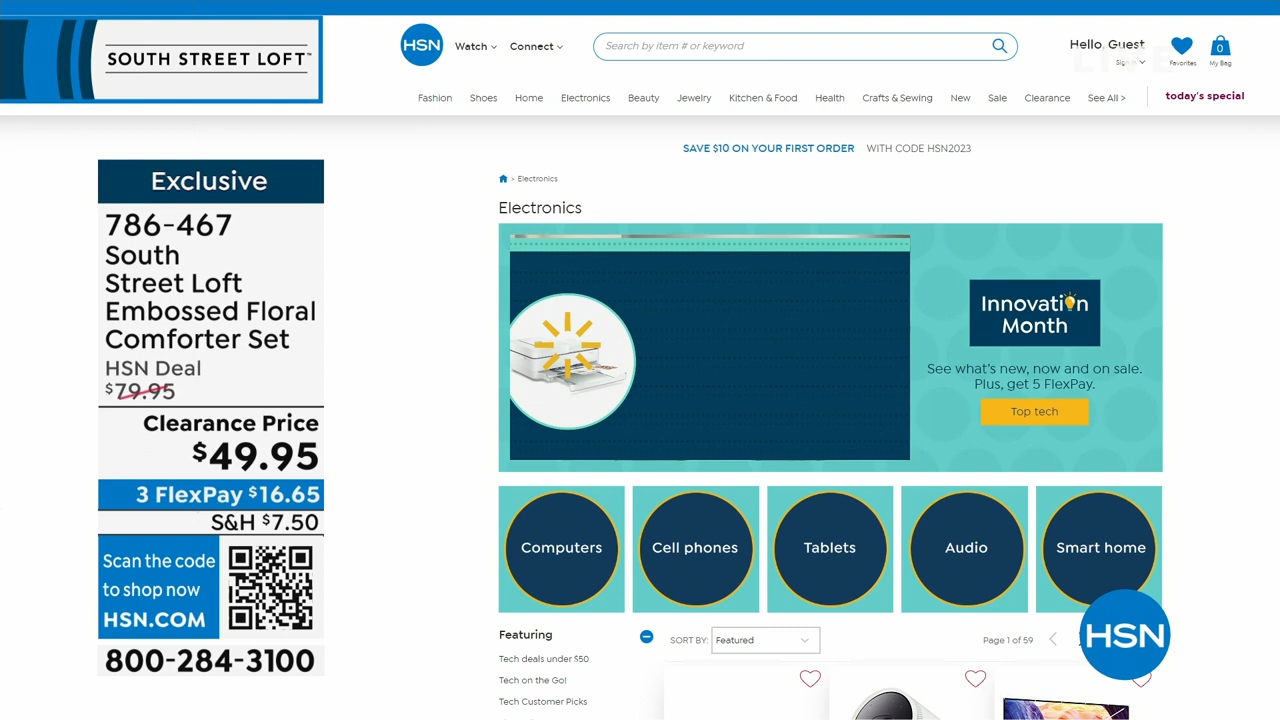 SOUTH STREET LOFT™
HSN
Watch
Connect
Search by item # or keyword
Hello, Guest
Sign in
Favorites
0
My Bag
LIVE
Fashion
Shoes
Home
Electronics
Beauty
Jewelry
Kitchen & Food
Health
Crafts & Sewing
New
Sale
Clearance
See All >
today's special
SAVE $10 ON YOUR FIRST ORDER WITH CODE HSN2023
> Electronics
Electronics
Exclusive
786-467
South
Street Loft
Embossed Floral
Comforter Set
HSN Deal
$79.95
Clearance Price
$49.95
3 FlexPay $16.65
S&H $7.50
Scan the code
to shop now
HSN.COM
800-284-3100
Innovation
Month
See what's new, now and on sale.
Plus, get 5 FlexPay.
Top tech
Computers
Cell phones
Tablets
Audio
Smart home
Featuring
Tech deals under $50
Tech on the Go!
Tech Customer Picks
SORT BY:
Featured
Page 1 of 59
HSN